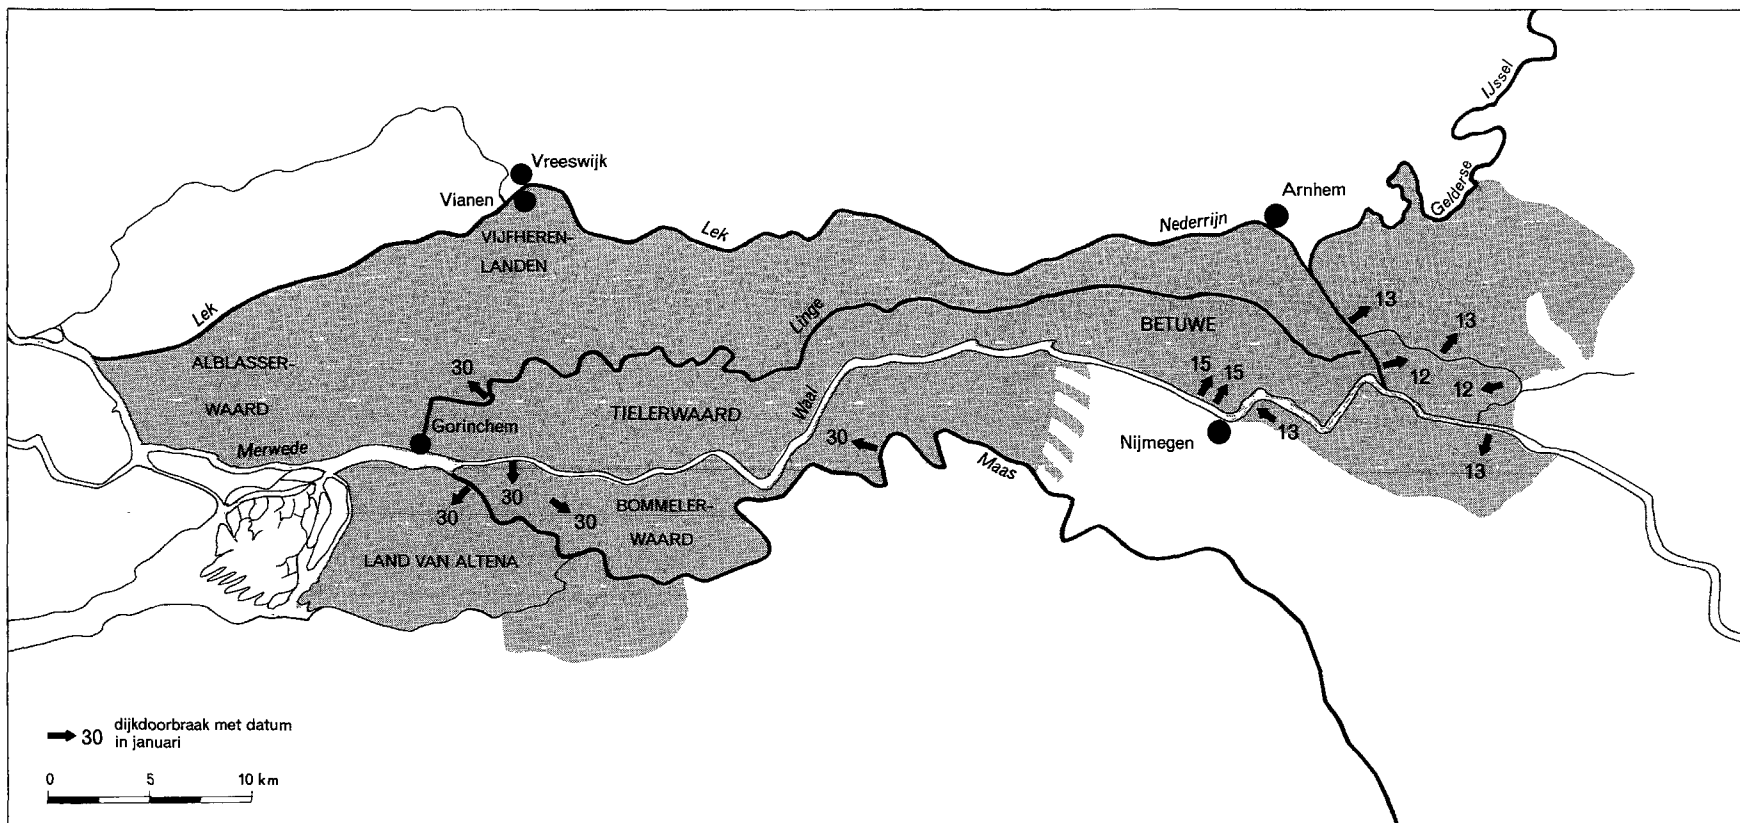 IJssel
Gelderse
Vreeswijk
Vianen
Arnhem
Nederrijn
Lek
VIJFHEREN-
LANDEN
Lek
Linge
BETUWE
13
13
12
12
15
15
13
13
ALBLASSER-
WAARD
30
TIELERWAARD
Waal
Gorinchem
Merwede
Nijmegen
30
Maas
30
30
30
BOMMELER-
WAARD
LAND VAN ALTENA
30 dijkdoorbraak met datum
in januari
0 5 10 km